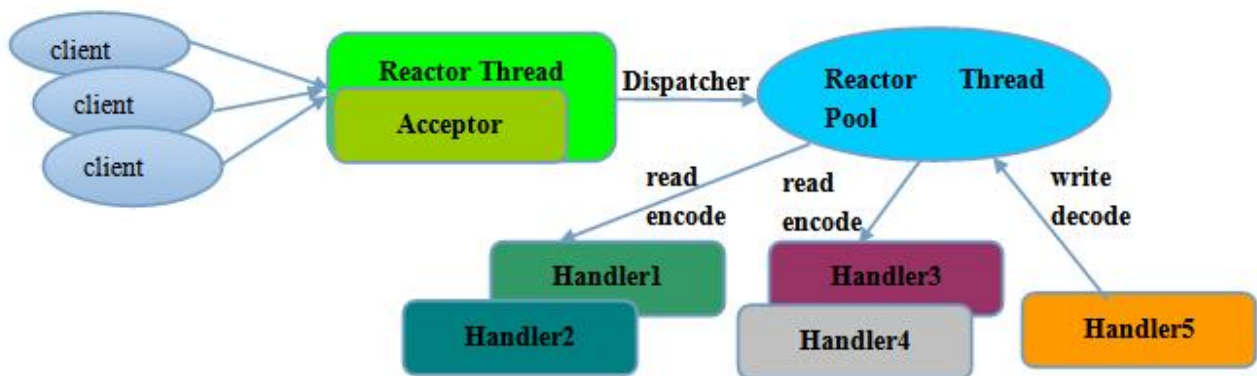 client
client
client
Reactor Thread
Acceptor
Dispatcher
Reactor Thread
Pool
read
encode
read
encode
write
decode
Handler1
Handler2
Handler3
Handler4
Handler5